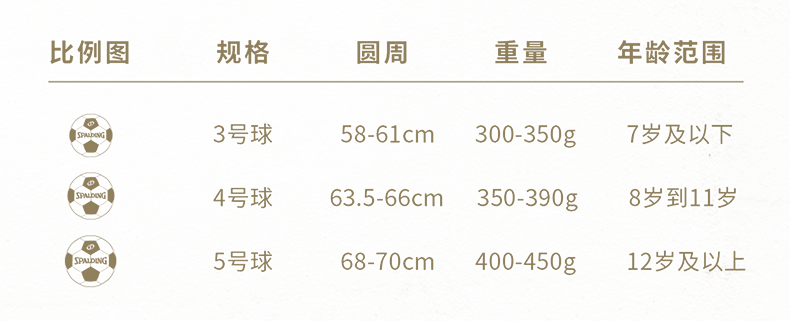 比例图 规格 圆周 重量 年龄范围
SPALDING 3号球 58-61cm 300-350g 7岁及以下
SPALDING 4号球 63.5-66cm 350-390g 8岁到11岁
SPALDING 5号球 68-70cm 400-450g 12岁及以上